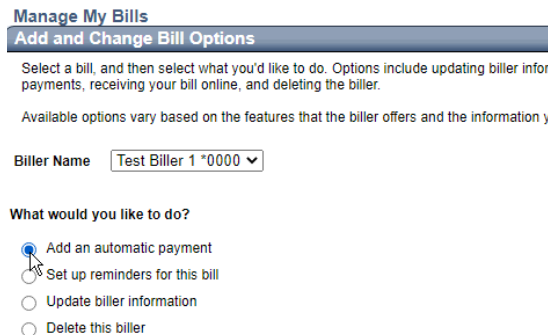 Manage My Bills
Add and Change Bill Options
Select a bill, and then select what you'd like to do. Options include updating biller
payments, receiving your bill online, and deleting the biller.
Available options vary based on the features that the biller offers and the information
Biller Name Test Biller 1 *0000
What would you like to do?
Add an automatic payment
Set up reminders for this bill
Update biller information
Delete this biller